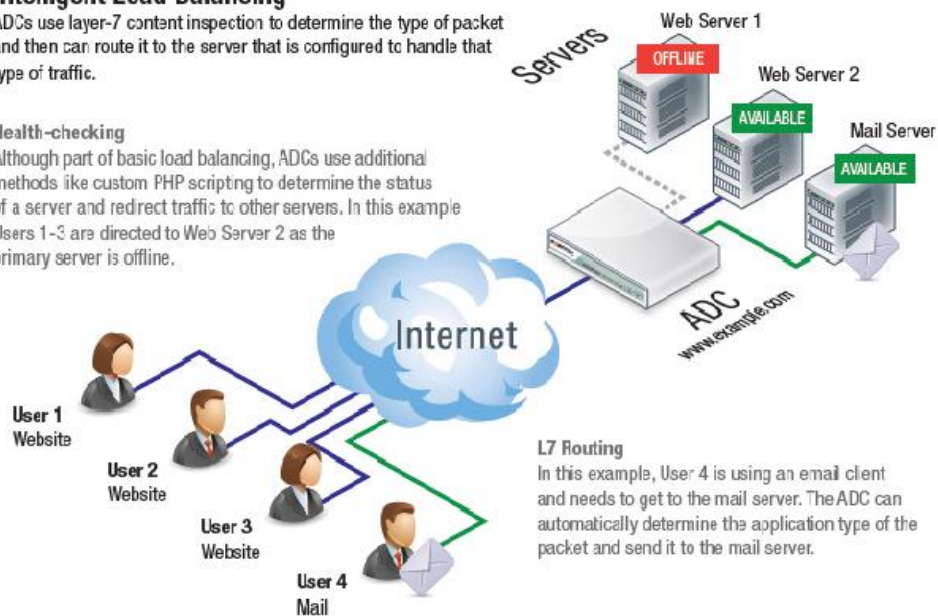 Intelligent Load Balancing
ADCs use layer-7 content inspection to determine the type of packet
and then can route it to the server that is configured to handle that
type of traffic.
Health-checking
Although part of basic load balancing, ADCs use additional
methods like custom PHP scripting to determine the status
of a server and redirect traffic to other servers. In this example
Users 1-3 are directed to Web Server 2 as the
primary server is offline.
Servers
Web Server 1
OFFLINE
Web Server 2
AVAILABLE
Mail Server
AVAILABLE
ADC
www.example.com
Internet
User 1
Website
User 2
Website
User 3
Website
User 4
Mail
L7 Routing
In this example, User 4 is using an email client
and needs to get to the mail server. The ADC can
automatically determine the application type of the
packet and send it to the mail server.